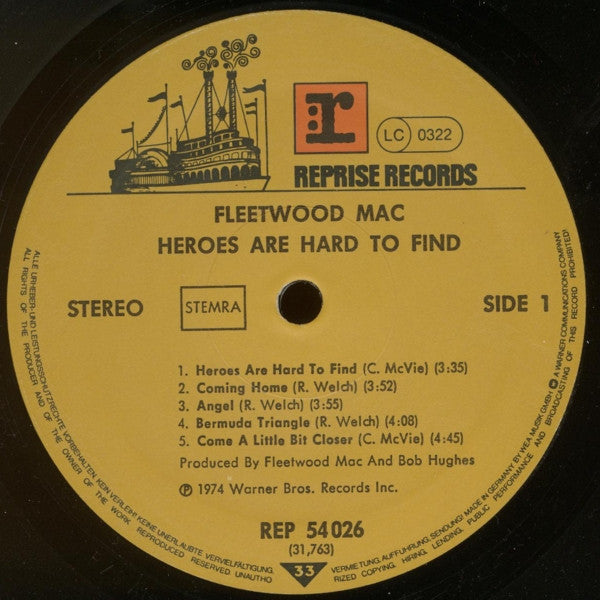 r
LC 0322
REPRISE RECORDS
FLEETWOOD MAC
HEROES ARE HARD TO FIND
STEREO
STEMRA
SIDE 1
1. Heroes Are Hard To Find (C. McVie) (3:35)
2. Coming Home (R. Welch) (3:52)
3. Angel (R. Welch) (3:55)
4. Bermuda Triangle (R. Welch) (4:08)
5. Come A Little Bit Closer (C. McVie) (4:45)
Produced By Fleetwood Mac And Bob Hughes
℗ 1974 Warner Bros. Records Inc.
REP 54 026
(31,763)
33
ALLE URHEBER- UND LEISTUNGSSCHUTZRECHTE VORBEHALTEN. KEIN VERLEIH! KEINE UNERLAUBTE VERVIELFÄLTIGUNG, VERMIETUNG, AUFFÜHRUNG, SENDUNG! MADE IN GERMANY BY WEA MUSIK GMBH. A WARNER COMMUNICATIONS COMPANY
ALL RIGHTS OF THE PRODUCER AND OF THE OWNER OF THE WORK REPRODUCED RESERVED UNAUTHORIZED COPYING, HIRING, LENDING, PUBLIC PERFORMANCE AND BROADCASTING OF THIS RECORD PROHIBITED!